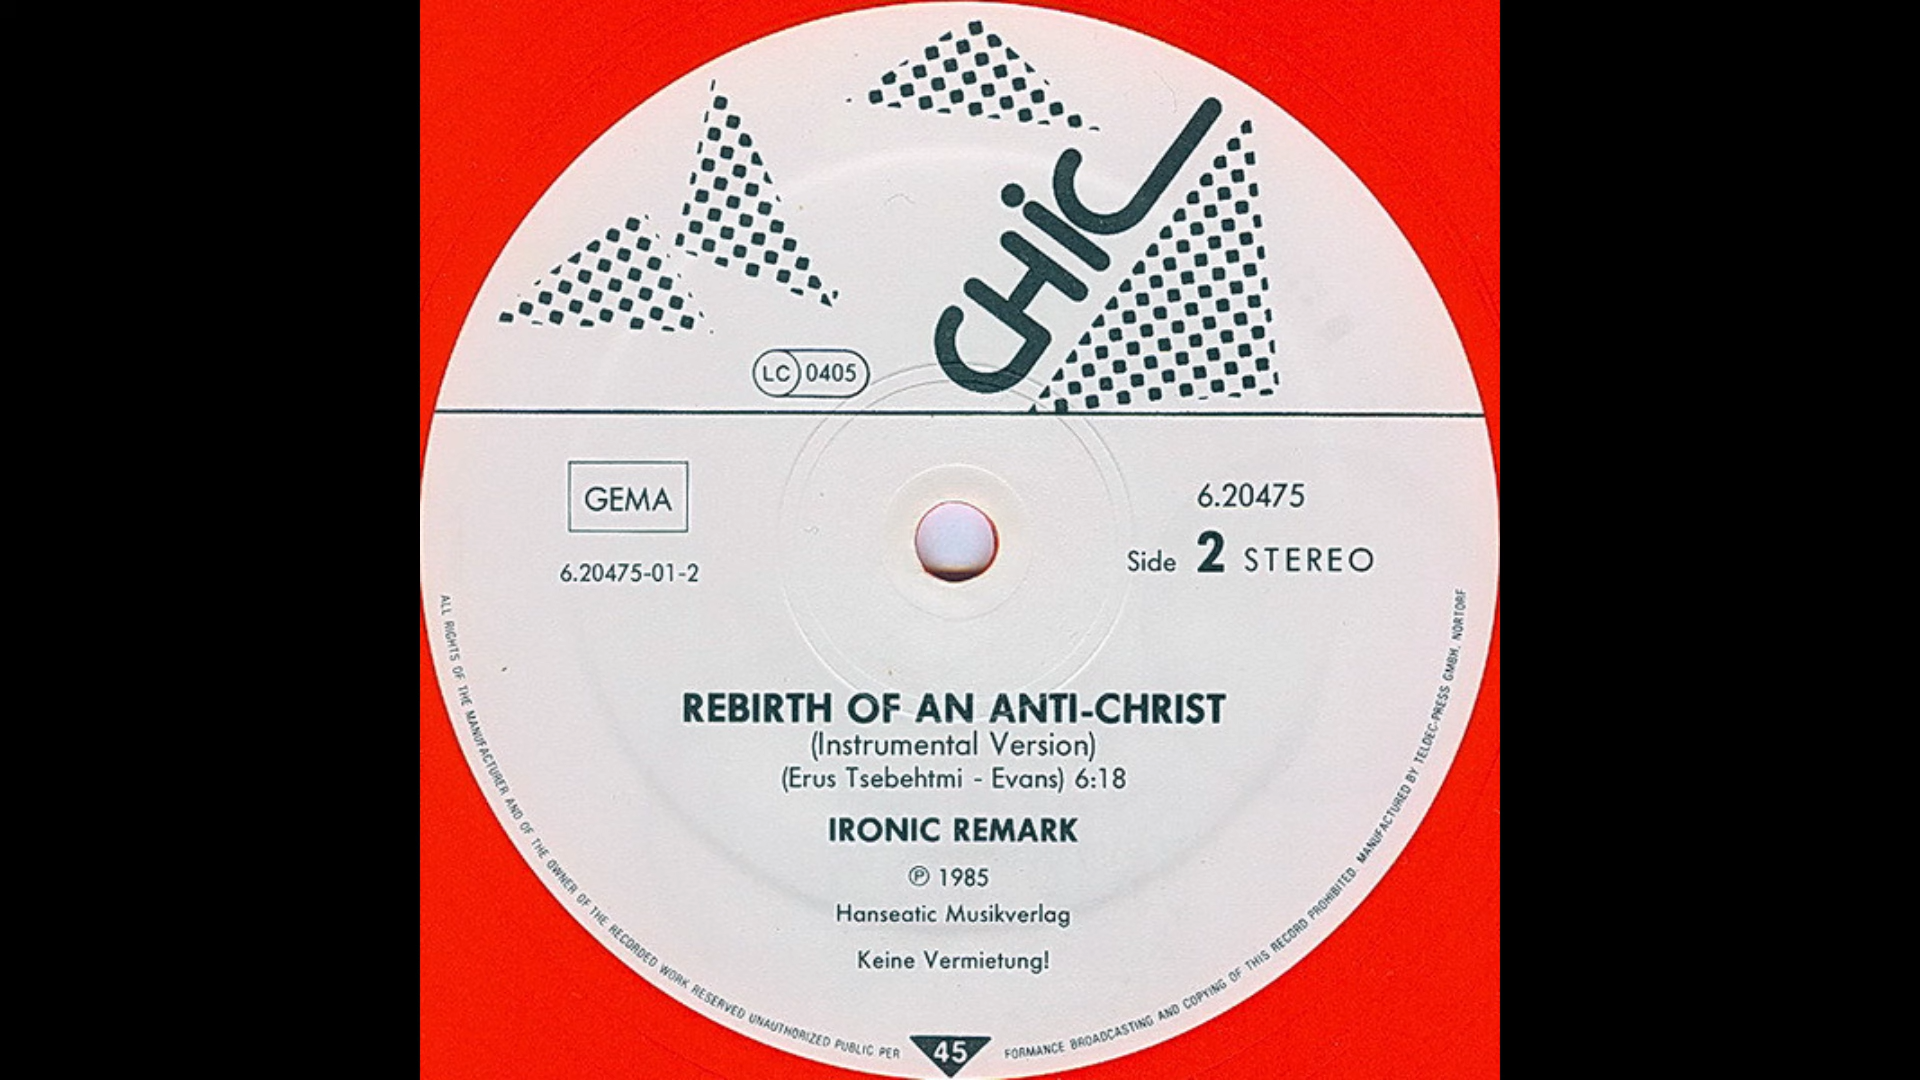 CHIC
LC 0405
GEMA
6.20475
6.20475-01-2
Side 2 STEREO
REBIRTH OF AN ANTI-CHRIST
(Instrumental Version)
(Erus Tsebehtmi - Evans) 6:18
IRONIC REMARK
℗ 1985
Hanseatic Musikverlag
Keine Vermietung!
ALL RIGHTS OF THE MANUFACTURER AND OF THE OWNER OF THE RECORDED WORK RESERVED UNAUTHORIZED PUBLIC PER
45
FORMANCE BROADCASTING AND COPYING OF THIS RECORD PROHIBITED. MANUFACTURED BY TELDEC-PRESS GMBH. NORTORF